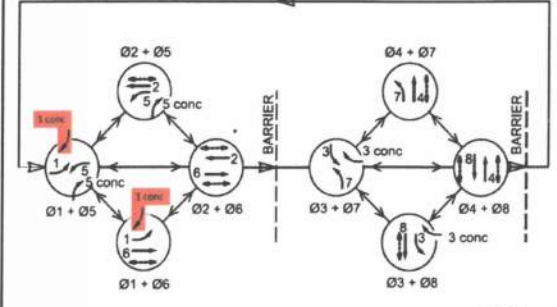 Ø2 + Ø5
2
5
5 conc
1 conc
1
5
5 conc
Ø1 + Ø5
2
6
Ø2 + Ø6
1 conc
1
6
Ø1 + Ø6
BARRIER
Ø4 + Ø7
7
4
3
3 conc
7
Ø3 + Ø7
8
4
Ø4 + Ø8
8
3
3 conc
Ø3 + Ø8
BARRIER